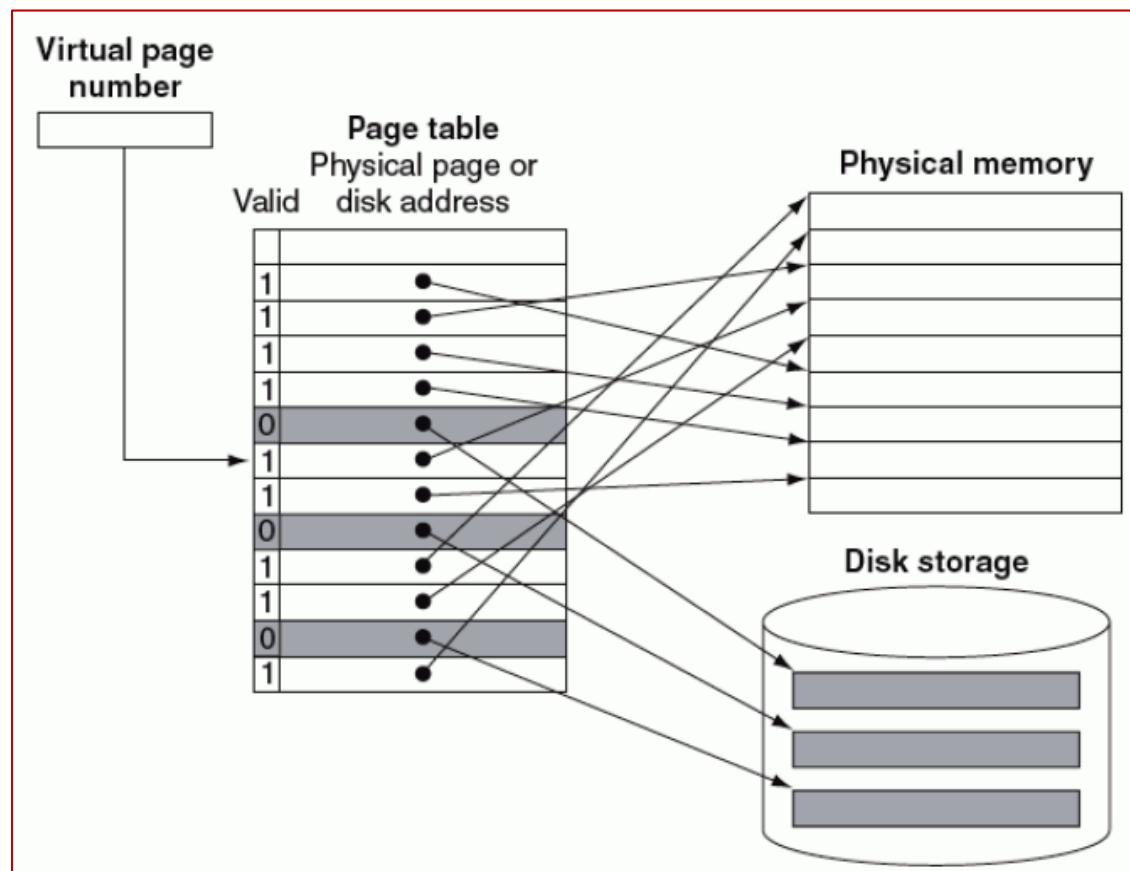 Virtual page
number
Page table
Physical page or
disk address
Valid
Physical memory
1
1
1
1
0
1
1
0
1
1
0
1
Disk storage